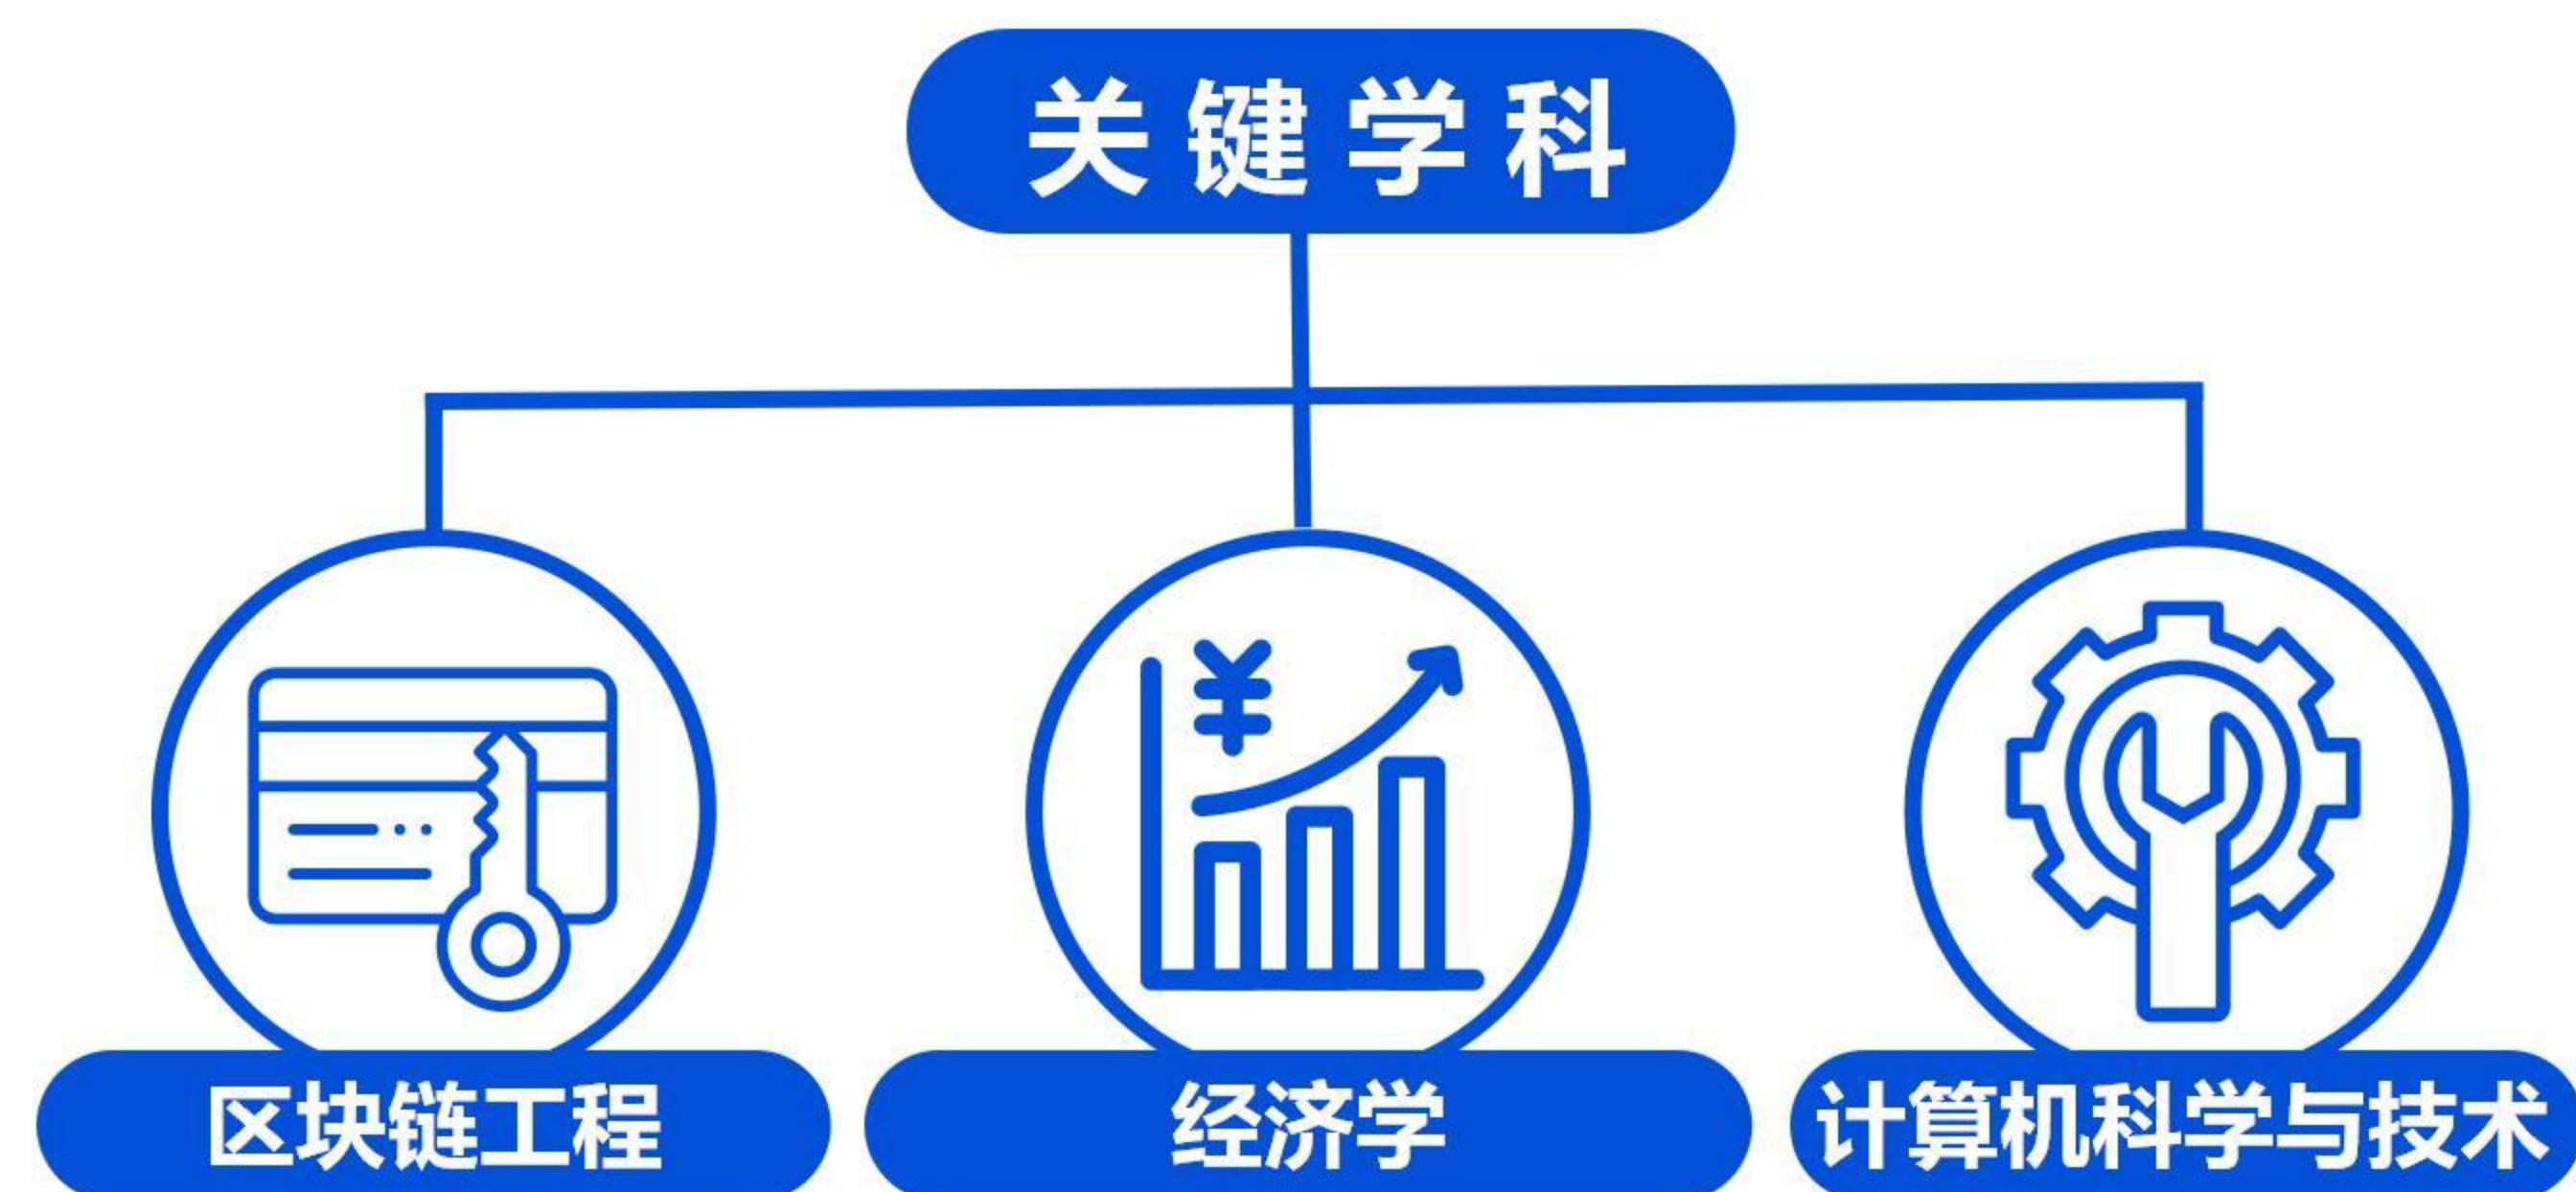 关键学科
¥
区块链工程
经济学
计算机科学与技术